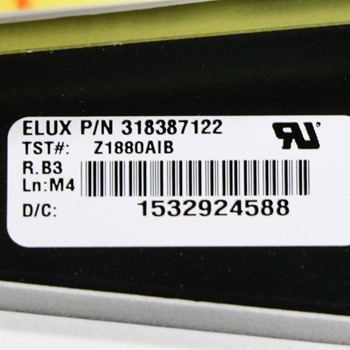 ELUX P/N 318387122
TST#: Z1880AIB
R.B3
Ln:M4
D/C: 1532924588